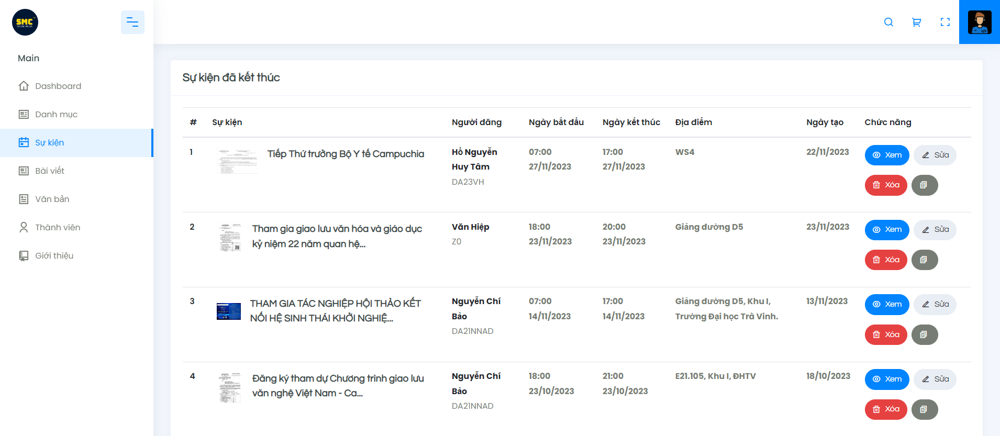 SMC
SOCIAL MEDIA
Main
Dashboard
Danh mục
Sự kiện
Bài viết
Văn bản
Thành viên
Giới thiệu
Sự kiện đã kết thúc
# Sự kiện Người đăng Ngày bắt đầu Ngày kết thúc Địa điểm Ngày tạo Chức năng
1 Tiếp Thứ trưởng Bộ Y tế Campuchia Hồ Nguyễn 07:00 17:00 WS4 22/11/2023 Xem Sửa
Huy Tâm 27/11/2023 27/11/2023
DA23VH Xóa
2 Tham gia giao lưu văn hóa và giáo dục Văn Hiệp 18:00 20:00 Giảng đường D5 23/11/2023 Xem Sửa
kỷ niệm 22 năm quan hệ... Z0 23/11/2023 23/11/2023
Xóa
3 THAM GIA TÁC NGHIỆP HỘI THẢO KẾT Nguyễn Chí 07:00 17:00 Giảng đường D5, Khu I, 13/11/2023 Xem Sửa
NỐI HỆ SINH THÁI KHỞI NGHIỆ... Bảo 14/11/2023 14/11/2023 Trường Đại học Trà Vinh.
DA21NNAD Xóa
4 Đăng ký tham dự Chương trình giao lưu Nguyễn Chí 18:00 21:00 E21.105, Khu I, ĐHTV 18/10/2023 Xem Sửa
văn nghệ Việt Nam - Ca... Bảo 23/10/2023 23/10/2023
DA21NNAD Xóa